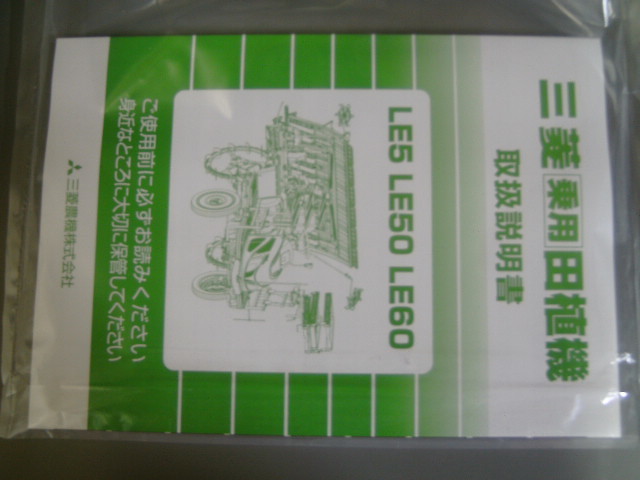 三菱乗用田植機
取扱説明書
LE5 LE50 LE60
ご使用前に必ずお読みください
身近なところに大切に保管してください
三菱農機株式会社